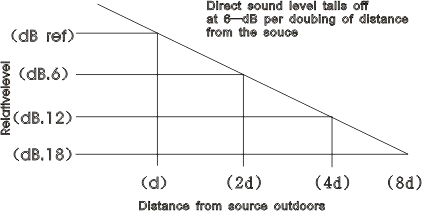 Direct sound level tails off
at 6-dB per doubing of distance
from the souce
(dB ref)
(dB.6)
(dB.12)
(dB.18)
Relativelevel
(d) (2d) (4d) (8d)
Distance from source outdoors